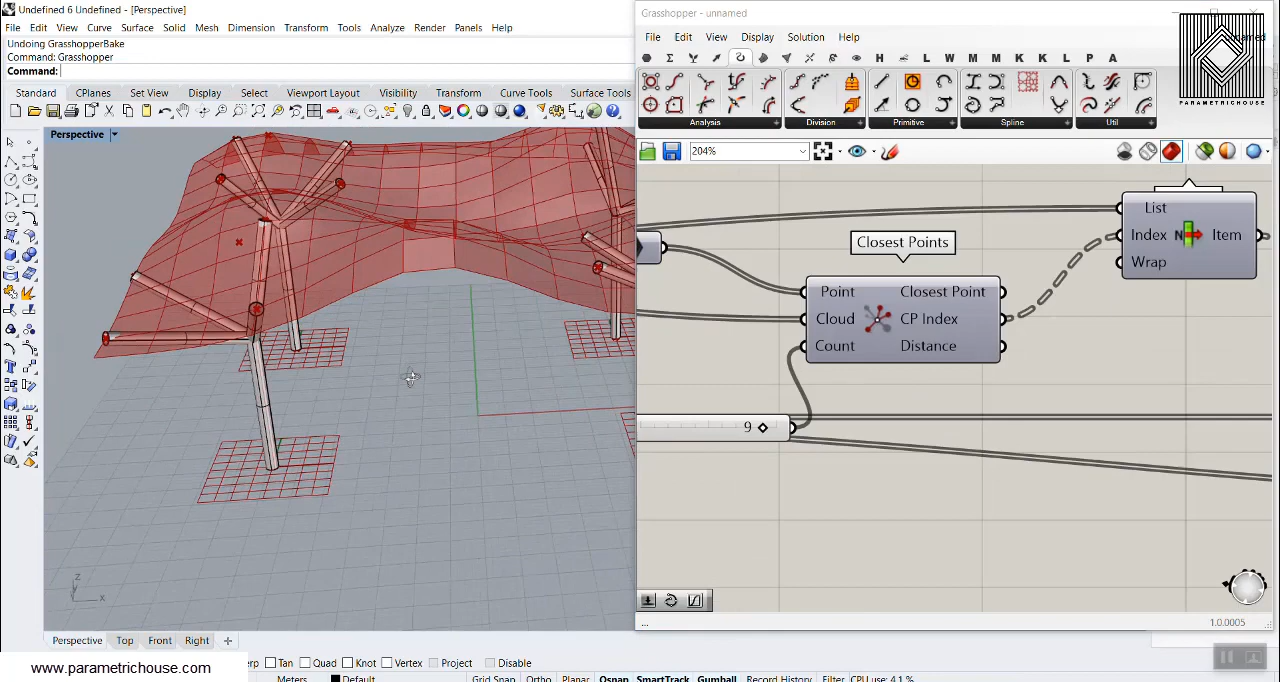 Undefined 6 Undefined - [Perspective]
File Edit View Curve Surface Solid Mesh Dimension Transform Tools Analyze Render Panels Help
Undoing GrasshopperBake
Command: Grasshopper
Command:
Standard CPlanes Set View Display Select Viewport Layout Visibility Transform Curve Tools Surface Tools
Perspective
z
x
Perspective Top Front Right
www.parametrichouse.com
Tan Quad Knot Vertex Project Disable
Meters Default Grid Snap Ortho Planar Osnap SmartTrack Gumball Record History Filter CPU use: 4.1 %
Grasshopper - unnamed
File Edit View Display Solution Help
unnamed
H L W M K K L P A
PARAMETRICHOUSE
Analysis Division Primitive Spline Util
204%
List
Index N Item
Wrap
Closest Points
Point Closest Point
Cloud CP Index
Count Distance
9
...
1.0.0005